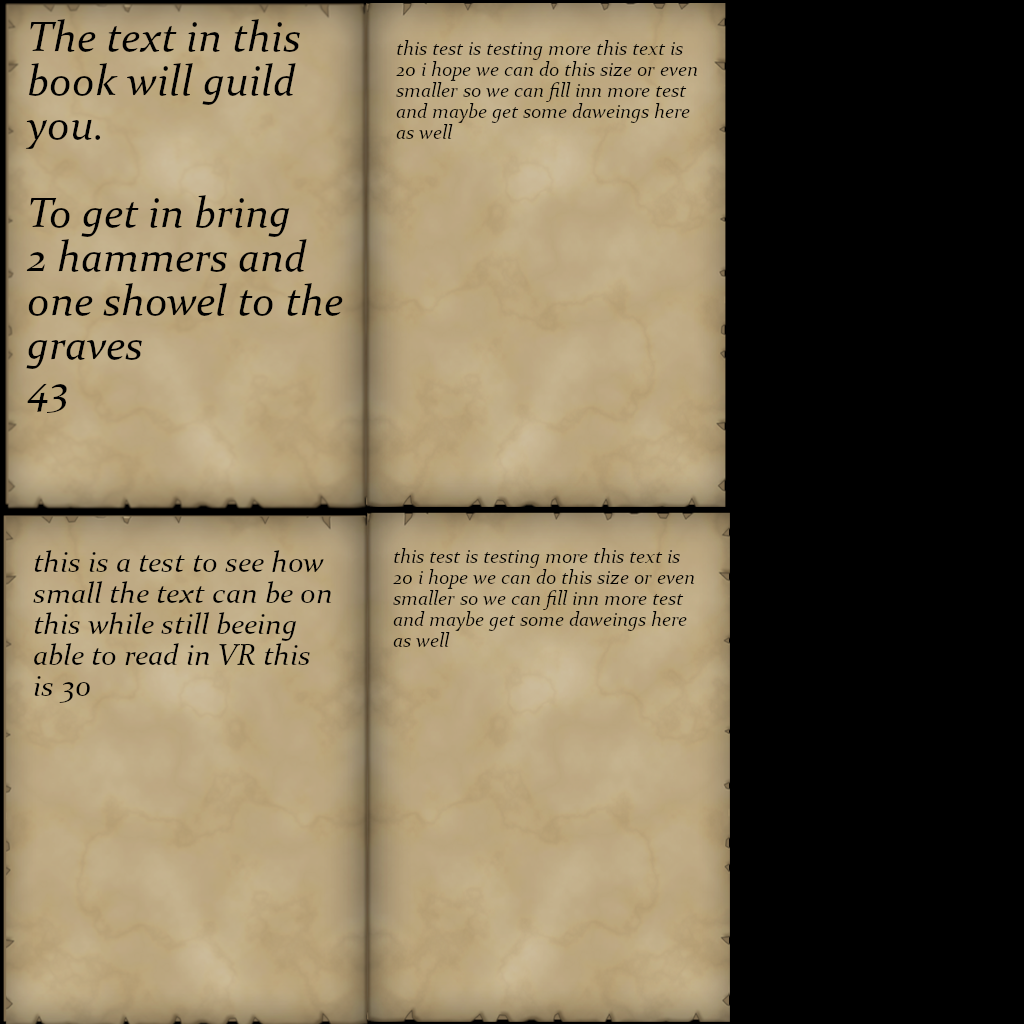 The text in this
book will guild
you.
To get in bring
2 hammers and
one showel to the
graves
43
this test is testing more this text is
20 i hope we can do this size or even
smaller so we can fill inn more test
and maybe get some daweings here
as well
this is a test to see how
small the text can be on
this while still beeing
able to read in VR this
is 30
this test is testing more this text is
20 i hope we can do this size or even
smaller so we can fill inn more test
and maybe get some daweings here
as well